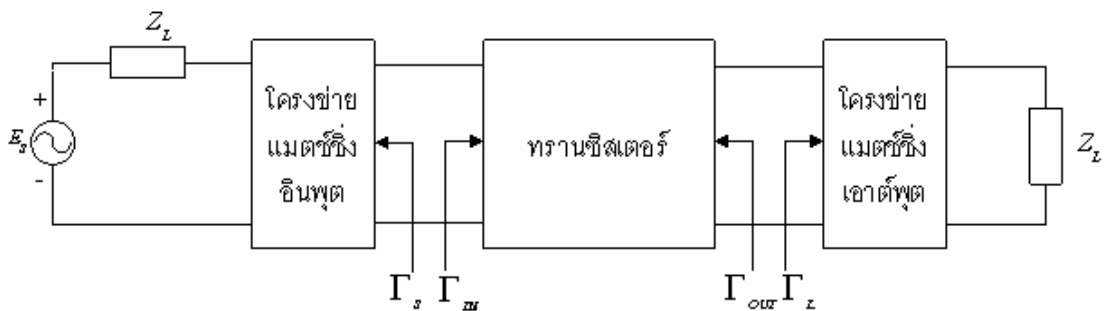 Z_L
+
E_s
-
โครงข่าย
แมตช์ชิ่ง
อินพุต
ทรานซิสเตอร์
โครงข่าย
แมตช์ชิ่ง
เอาต์พุต
Z_L
Γ_s Γ_IN
Γ_OUT Γ_L